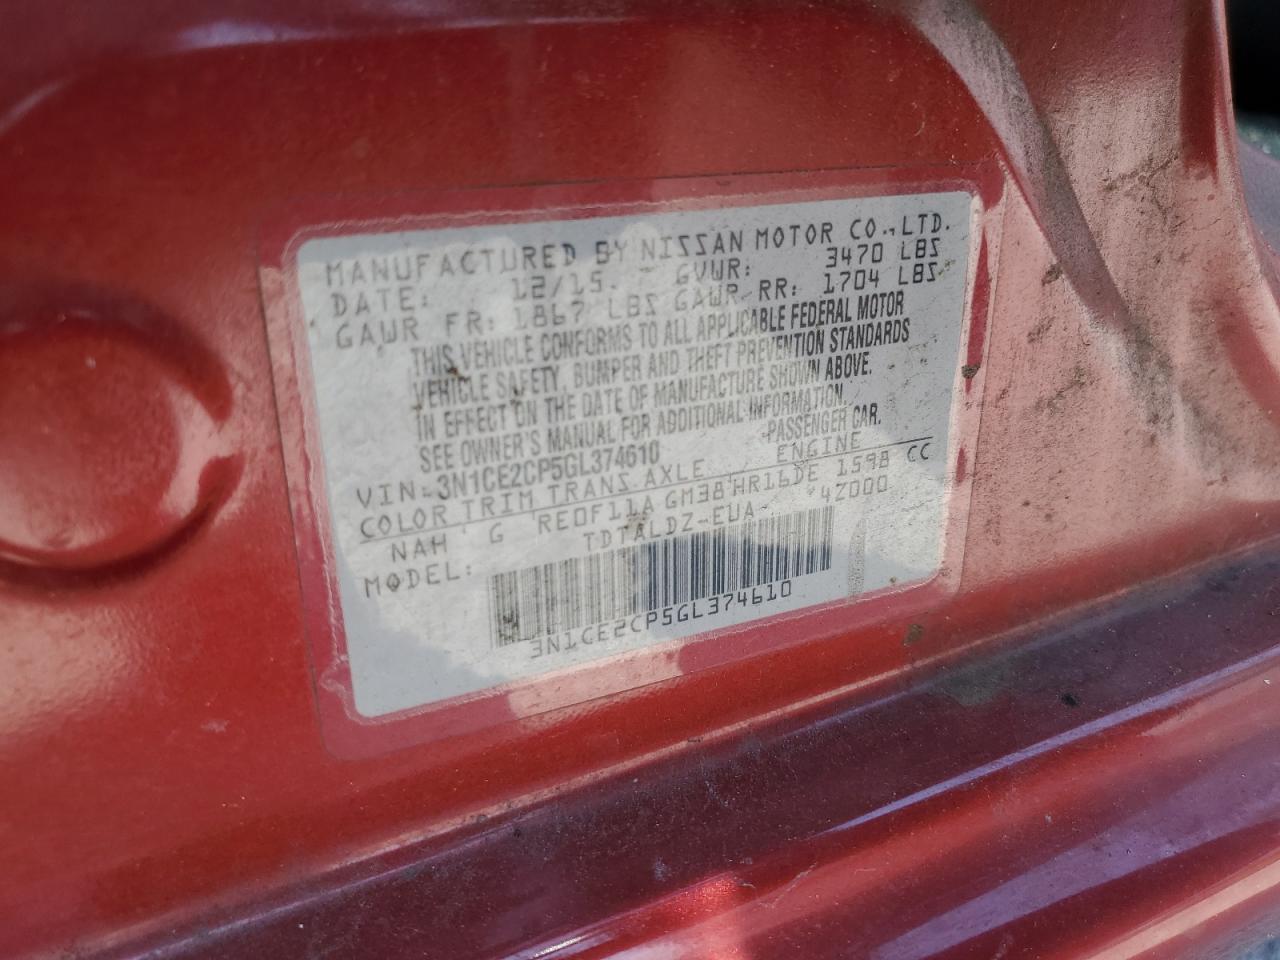 MANUFACTURED BY NISSAN MOTOR CO.,LTD.
DATE: 12/15. GVWR: 3470 LBS
GAWR FR: 1867 LBS GAWR RR: 1704 LBS
THIS VEHICLE CONFORMS TO ALL APPLICABLE FEDERAL MOTOR
VEHICLE SAFETY, BUMPER AND THEFT PREVENTION STANDARDS
IN EFFECT ON THE DATE OF MANUFACTURE SHOWN ABOVE.
SEE OWNER'S MANUAL FOR ADDITIONAL INFORMATION.
VIN: 3N1CE2CP5GL374610 PASSENGER CAR.
COLOR TRIM TRANS AXLE ENGINE
NAH G RE0F11A GM38 HR16DE 1598 CC
MODEL: TDTALDZ-EUA 4Z000
3N1CE2CP5GL374610